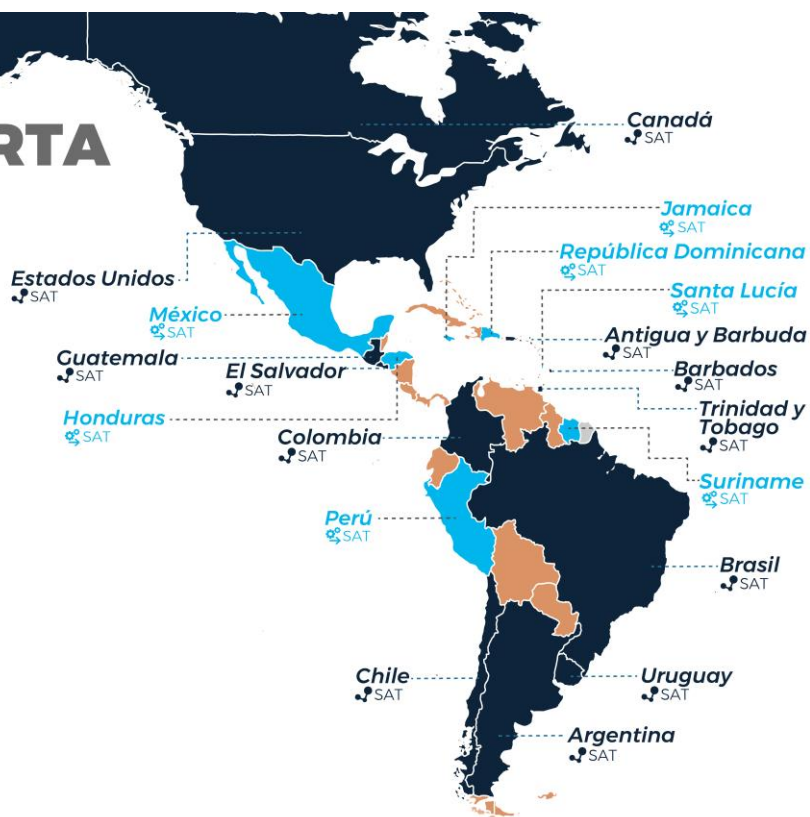 RTA
Canadá
SAT
Jamaica
SAT
República Dominicana
SAT
Estados Unidos
SAT
Santa Lucía
SAT
México
SAT
Antigua y Barbuda
SAT
Guatemala
SAT
El Salvador
SAT
Barbados
SAT
Trinidad y
Tobago
SAT
Honduras
SAT
Colombia
SAT
Suriname
SAT
Perú
SAT
Brasil
SAT
Chile
SAT
Uruguay
SAT
Argentina
SAT